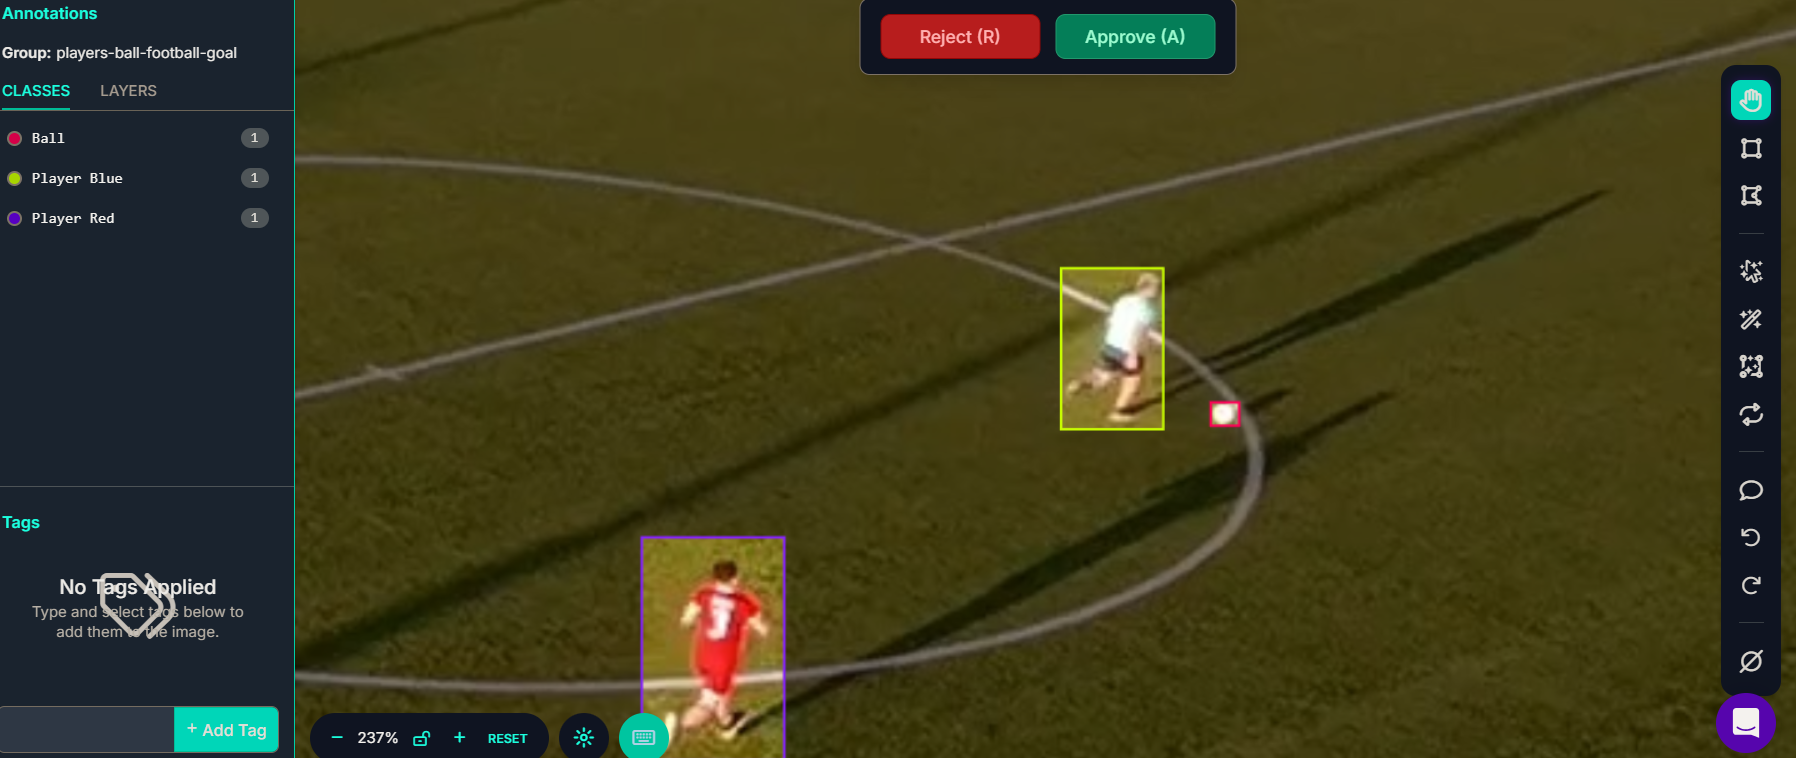 Annotations
Group: players-ball-football-goal
CLASSES LAYERS
Ball 1
Player Blue 1
Player Red 1
Tags
No Tags Applied
Type and select tags below to
add them to the image.
+ Add Tag
Reject (R) Approve (A)
− 237% + RESET